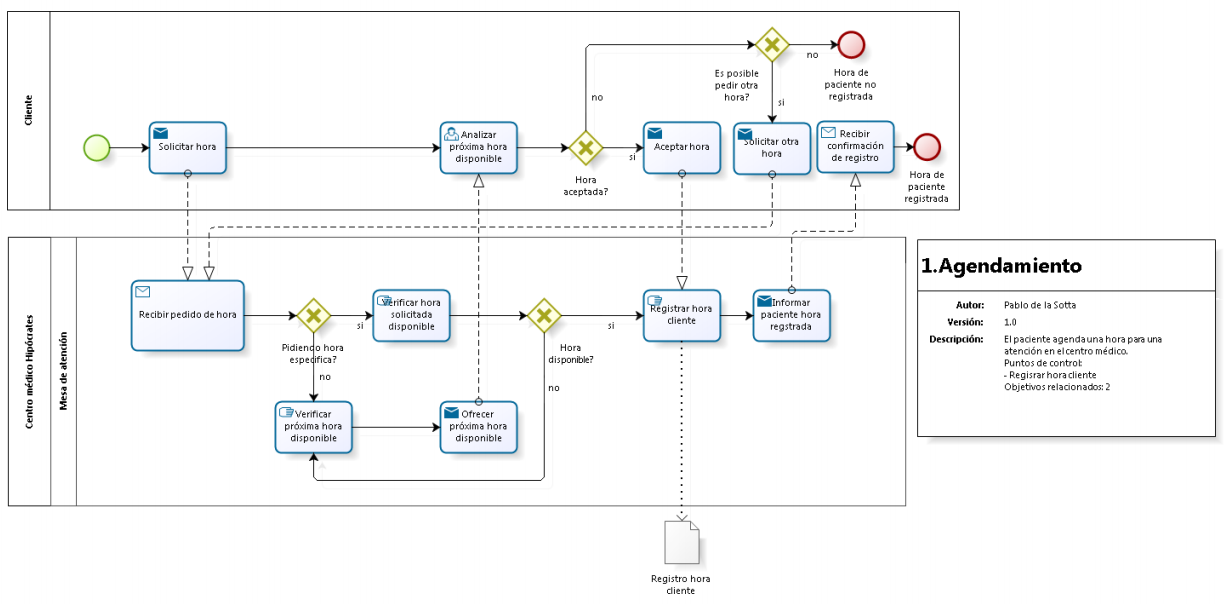 Cliente
Solicitar hora
Analizar
próxima hora
disponible
Hora
aceptada?
no
si
Aceptar hora
Es posible
pedir otra
hora?
no
si
Hora de
paciente no
registrada
Solicitar otra
hora
Recibir
confirmación
de registro
Hora de
paciente
registrada
Centro médico Hipócrates
Mesa de atención
Recibir pedido de hora
Pidiendo hora
especifica?
si
no
Verificar hora
solicitada
disponible
Hora
disponible?
si
no
Verificar
próxima hora
disponible
Ofrecer
próxima hora
disponible
Registrar hora
cliente
Informar
paciente hora
regstrada
Registro hora
cliente
1.Agendamiento
Autor: Pablo de la Sotta
Versión: 1.0
Descripción: El paciente agenda una hora para una
atención en el centro médico.
Puntos de control:
- Regisrar hora cliente
Objetivos relacionados: 2